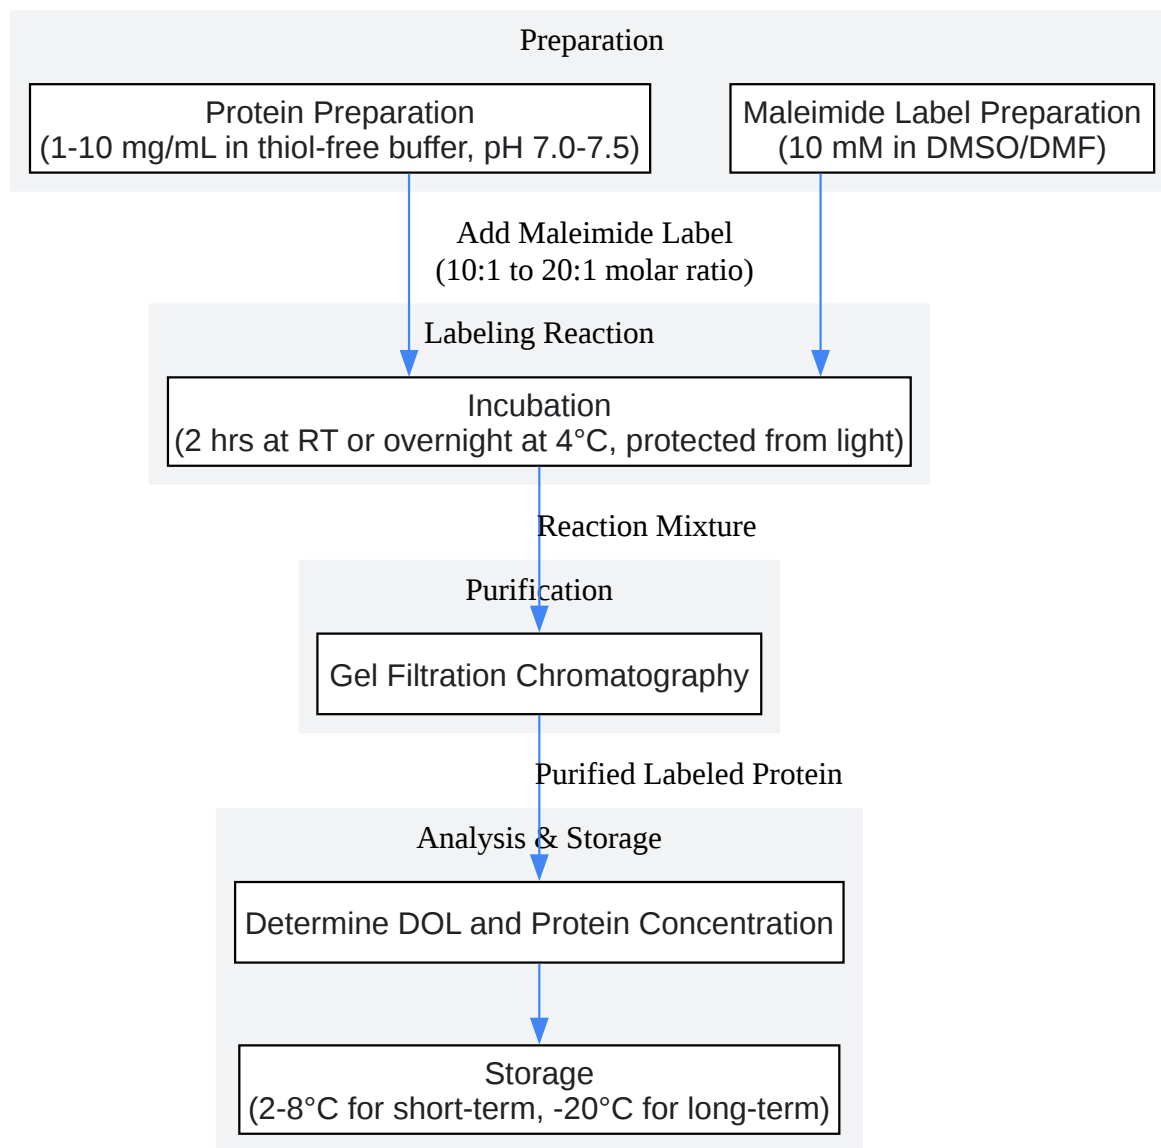 Preparation
Protein Preparation
(1-10 mg/mL in thiol-free buffer, pH 7.0-7.5)
Maleimide Label Preparation
(10 mM in DMSO/DMF)
Add Maleimide Label
(10:1 to 20:1 molar ratio)
Labeling Reaction
Incubation
(2 hrs at RT or overnight at 4°C, protected from light)
Reaction Mixture
Purification
Gel Filtration Chromatography
Purified Labeled Protein
Analysis & Storage
Determine DOL and Protein Concentration
Storage
(2-8°C for short-term, -20°C for long-term)